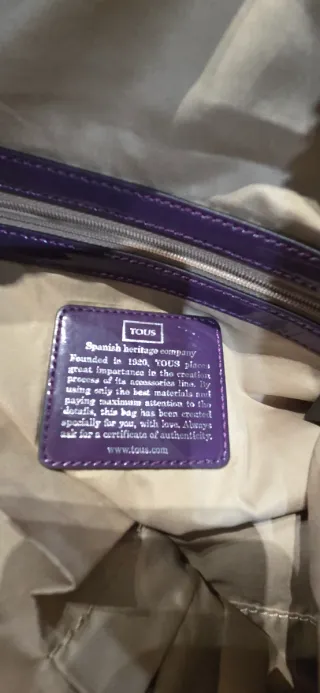 TOUS
Spanish heritage company
Founded in 1920, TOUS places
great importance in the creation
process of its accessories line. By
using only the best materials and
paying maximum attention to the
details, this bag has been created
specially for you, with love. Always
ask for a certificate of authenticity.
www.tous.com